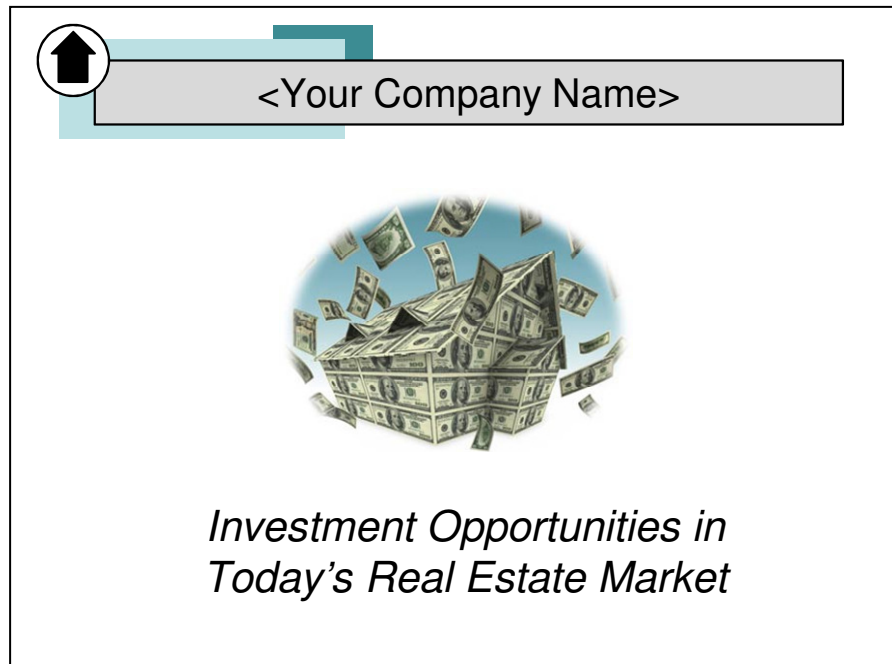 <Your Company Name>
Investment Opportunities in
Today's Real Estate Market